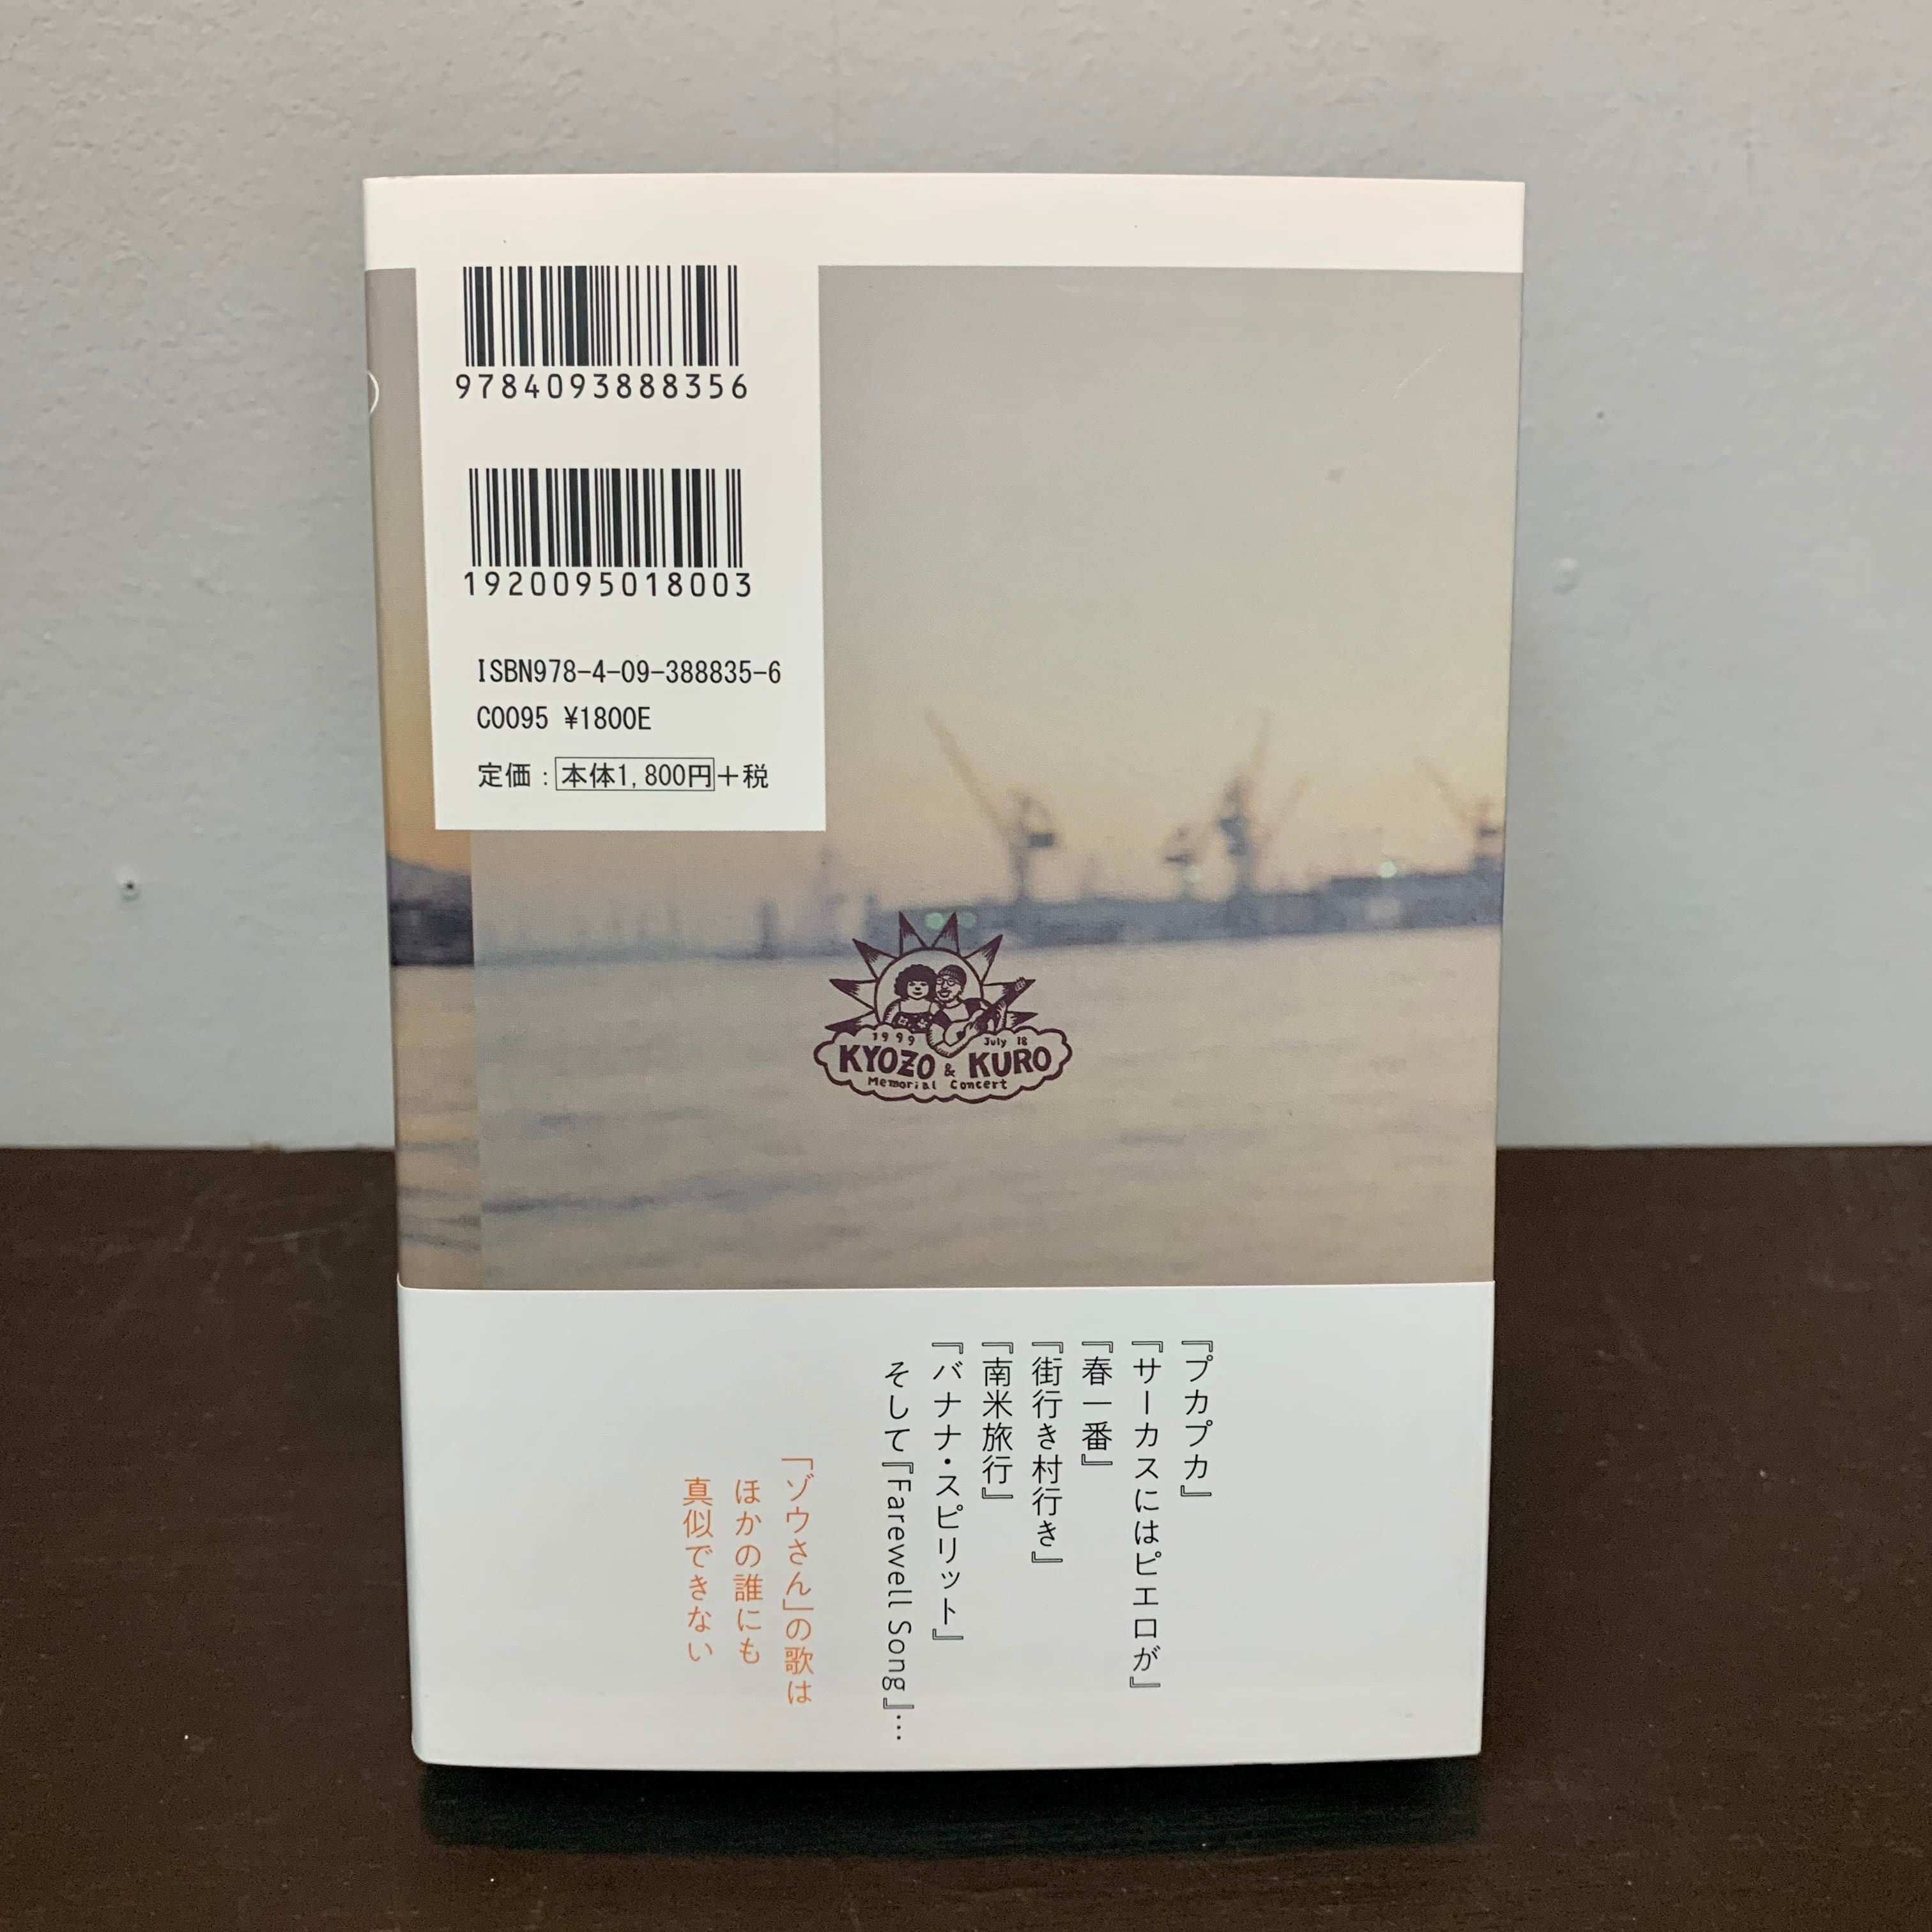 9784093888356
1920095018003
ISBN978-4-09-388835-6
C0095 ¥1800E
定価：本体1,800円＋税
1999 July 18
KYOZO & KURO
Memorial Concert
『プカプカ』
『サーカスにはピエロが』
『春一番』
『街行き村行き』
『南米旅行』
『バナナ・スピリット』
そして『Farewell Song』…
「ゾウさん」の歌は
ほかの誰にも
真似できない